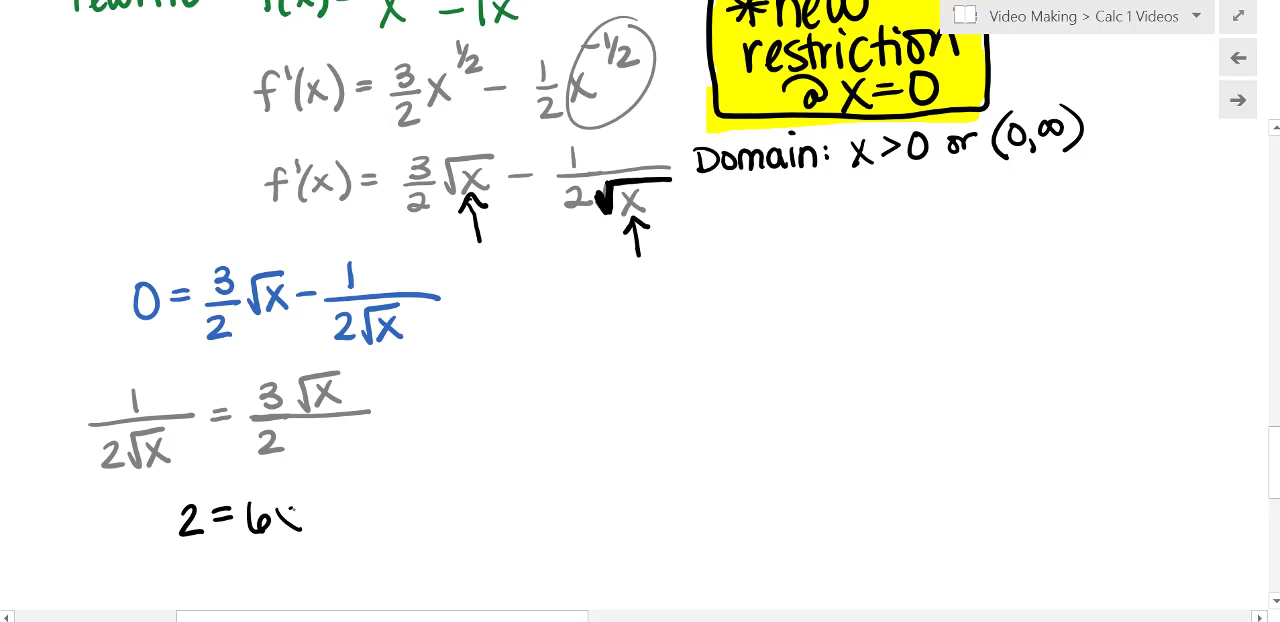 rewrite f(x) =
*new
restriction
@ x=0
Video Making > Calc 1 Videos
f'(x) = 3/2 x^1/2 - 1/2 x^-1/2
Domain: x>0 or (0,∞)
f'(x) = 3/2 √x - 1/(2√x)
0 = 3/2 √x - 1/(2√x)
1/(2√x) = 3√x/2
2 = 6